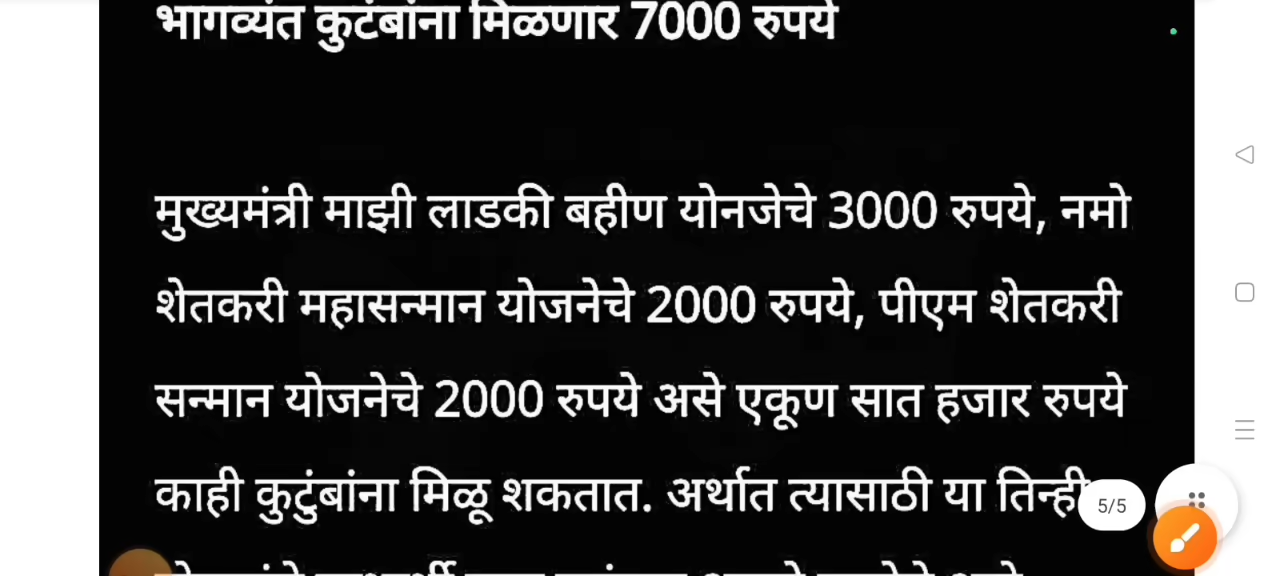 भागव्यंत कुटंबांना मिळणार 7000 रुपये
मुख्यमंत्री माझी लाडकी बहीण योनजेचे 3000 रुपये, नमो
शेतकरी महासन्मान योजनेचे 2000 रुपये, पीएम शेतकरी
सन्मान योजनेचे 2000 रुपये असे एकूण सात हजार रुपये
काही कुटुंबांना मिळू शकतात. अर्थात त्यासाठी या तिन्ही
5/5